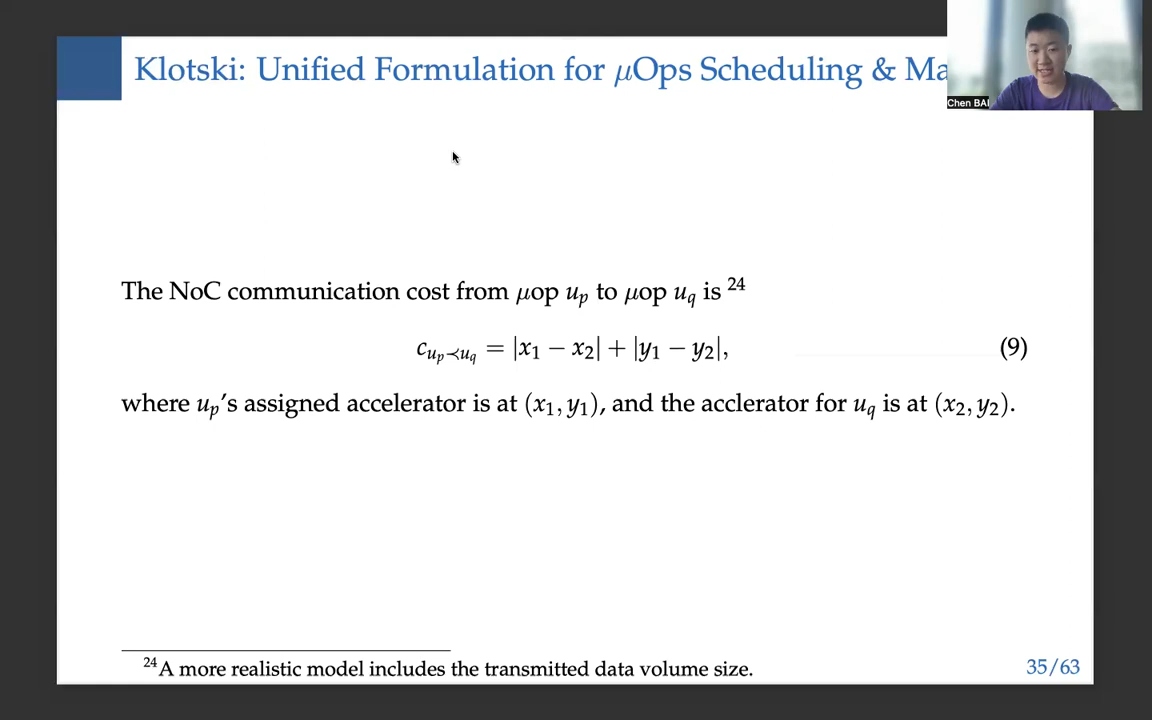 Klotski: Unified Formulation for μOps Scheduling & Ma
Chen BAI
The NoC communication cost from μop u_p to μop u_q is ²⁴
c_{u_p≺u_q} = |x₁ − x₂| + |y₁ − y₂|, (9)
where u_p's assigned accelerator is at (x₁, y₁), and the acclerator for u_q is at (x₂, y₂).
²⁴A more realistic model includes the transmitted data volume size.
35/63